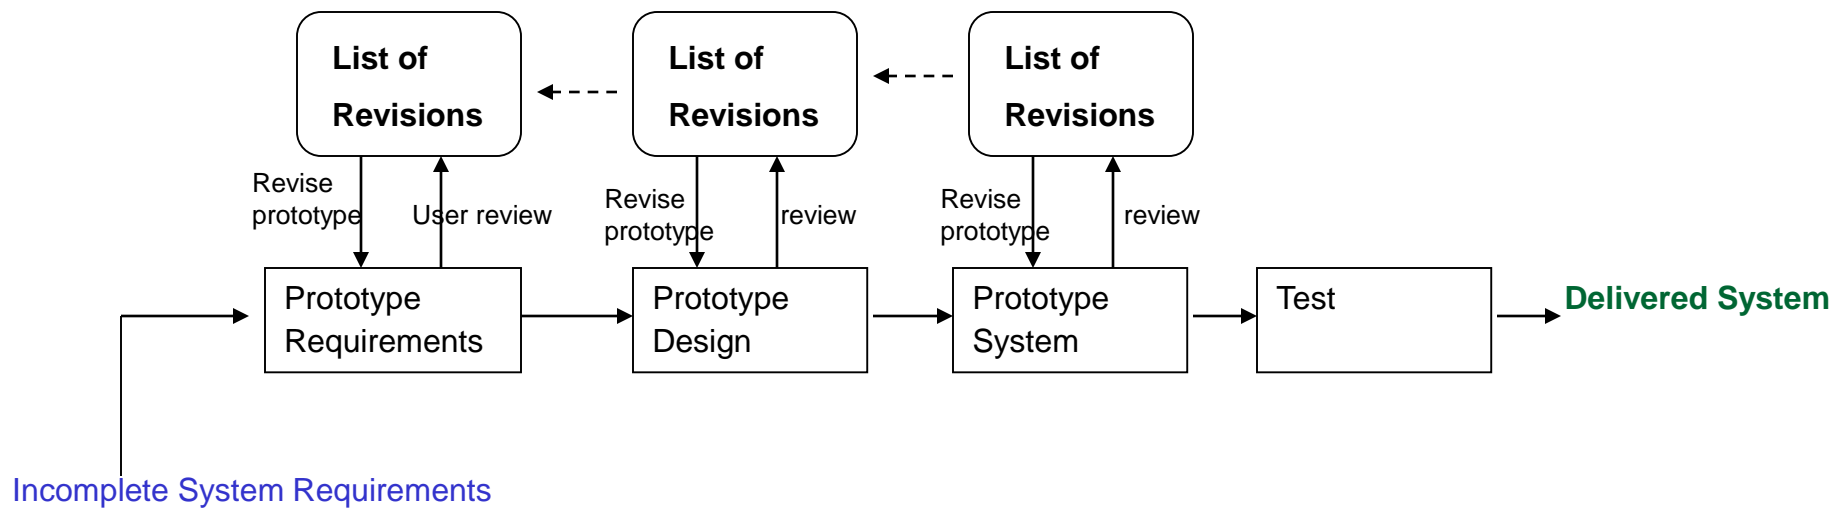 List of
Revisions
List of
Revisions
List of
Revisions
Revise
prototype
User review
Revise
prototype
review
Revise
prototype
review
Prototype
Requirements
Prototype
Design
Prototype
System
Test
Delivered System
Incomplete System Requirements